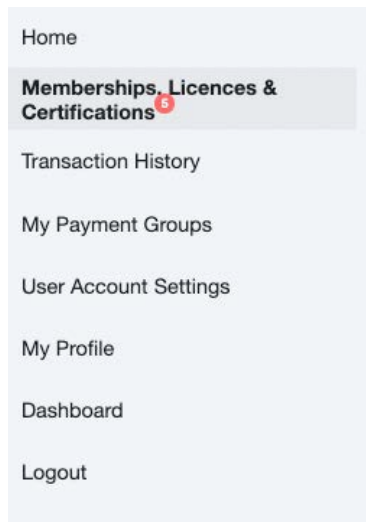 Home
Memberships, Licences &
Certifications 5
Transaction History
My Payment Groups
User Account Settings
My Profile
Dashboard
Logout